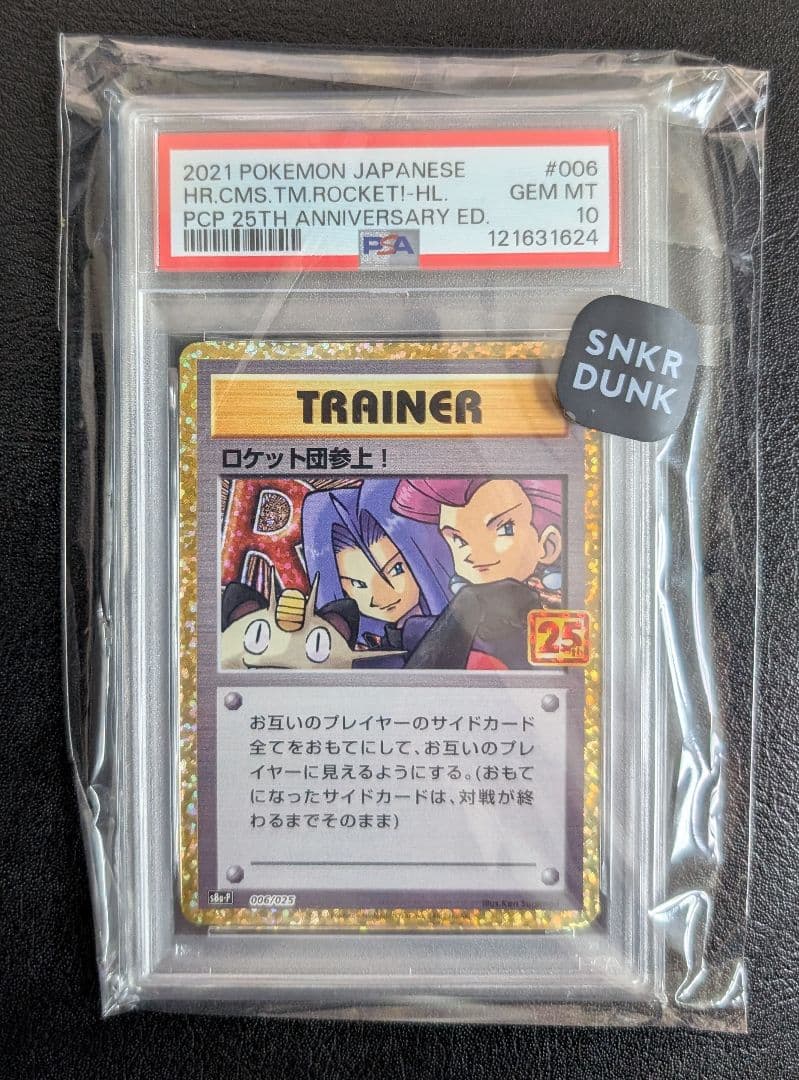 2021 POKEMON JAPANESE #006
HR.CMS.TM.ROCKET!-HL. GEM MT
PCP 25TH ANNIVERSARY ED. 10
PSA 121631624
SNKR
DUNK
TRAINER
ロケット団参上!
R
25th
お互いのプレイヤーのサイドカード
全てをおもてにして、お互いのプレ
イヤーに見えるようにする。(おもて
になったサイドカードは、対戦が終
わるまでそのまま)
s8a-P 006/025
Illus.Ken Sugimori